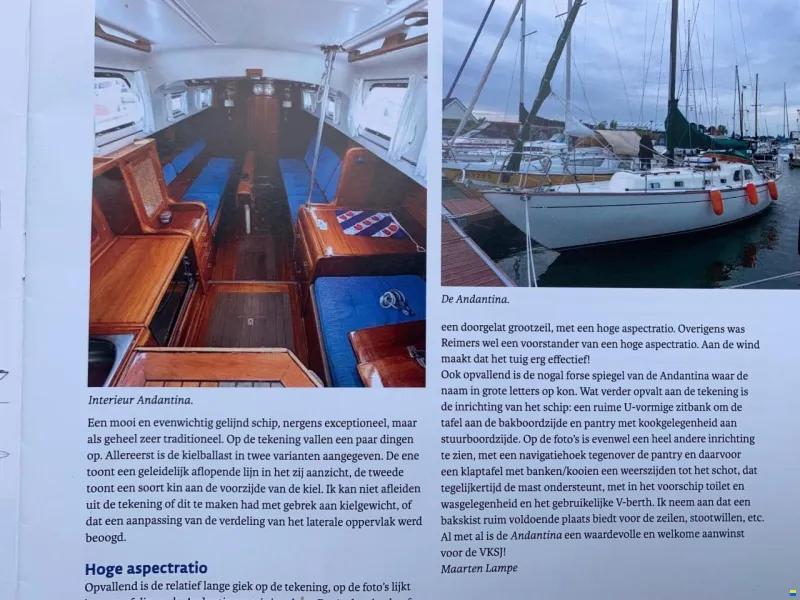 Interieur Andantina.
Een mooi en evenwichtig gelijnd schip, nergens exceptioneel, maar
als geheel zeer traditioneel. Op de tekening vallen een paar dingen
op. Allereerst is de kielballast in twee varianten aangegeven. De ene
toont een geleidelijk aflopende lijn in het zij aanzicht, de tweede
toont een soort kin aan de voorzijde van de kiel. Ik kan niet afleiden
uit de tekening of dit te maken had met gebrek aan kielgewicht, of
dat een aanpassing van de verdeling van het laterale oppervlak werd
beoogd.
Hoge aspectratio
Opvallend is de relatief lange giek op de tekening, op de foto's lijkt
De Andantina.
een doorgelat grootzeil, met een hoge aspectratio. Overigens was
Reimers wel een voorstander van een hoge aspectratio. Aan de wind
maakt dat het tuig erg effectief!
Ook opvallend is de nogal forse spiegel van de Andantina waar de
naam in grote letters op kon. Wat verder opvalt aan de tekening is
de inrichting van het schip: een ruime U-vormige zitbank om de
tafel aan de bakboordzijde en pantry met kookgelegenheid aan
stuurboordzijde. Op de foto's is evenwel een heel andere inrichting
te zien, met een navigatiehoek tegenover de pantry en daarvoor
een klaptafel met banken/kooien een weerszijden tot het schot, dat
tegelijkertijd de mast ondersteunt, met in het voorschip toilet en
wasgelegenheid en het gebruikelijke V-berth. Ik neem aan dat een
bakskist ruim voldoende plaats biedt voor de zeilen, stootwillen, etc.
Al met al is de Andantina een waardevolle en welkome aanwinst
voor de VKSJ!
Maarten Lampe